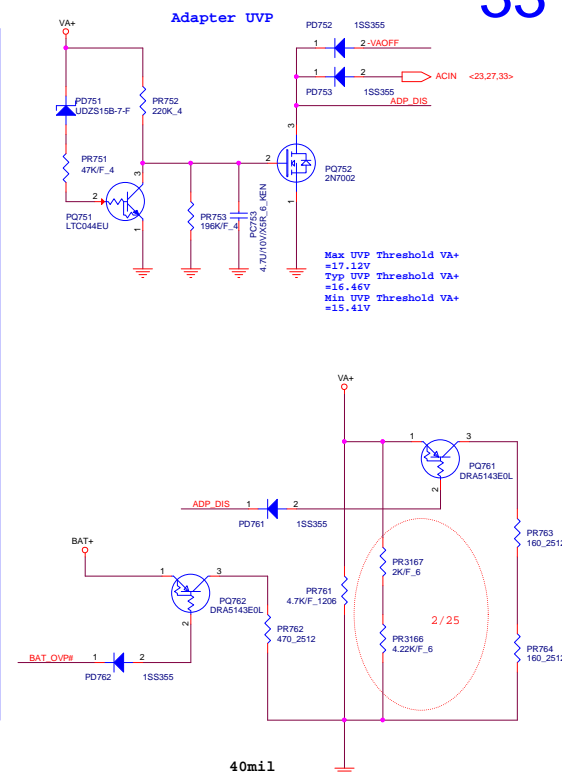 33
Adapter UVP
VA+
PD752 1SS355
1 2 -VAOFF
1 2 ACIN <23,27,33>
PD753 1SS355
ADP_DIS
PD751
UDZS15B-7-F
PR752
220K_4
3
PR751
47K/F_4
2
3
2
PQ752
2N7002
PQ751
LTC044EU
1
PR753
196K/F_4
PC753
4.7U/10V/X5R_6_KEN
1
Max UVP Threshold VA+
=17.12V
Typ UVP Threshold VA+
=16.46V
Min UVP Threshold VA+
=15.41V
VA+
1 3
PQ761
DRA5143E0L
2
ADP_DIS 1 2
PD761 1SS355
BAT+
1 3
PQ762
DRA5143E0L
2
BAT_OVP# 1 2
PD762 1SS355
PR762
470_2512
PR761
4.7K/F_1206
PR3167
2K/F_6
2/25
PR3166
4.22K/F_6
PR763
160_2512
PR764
160_2512
40mil